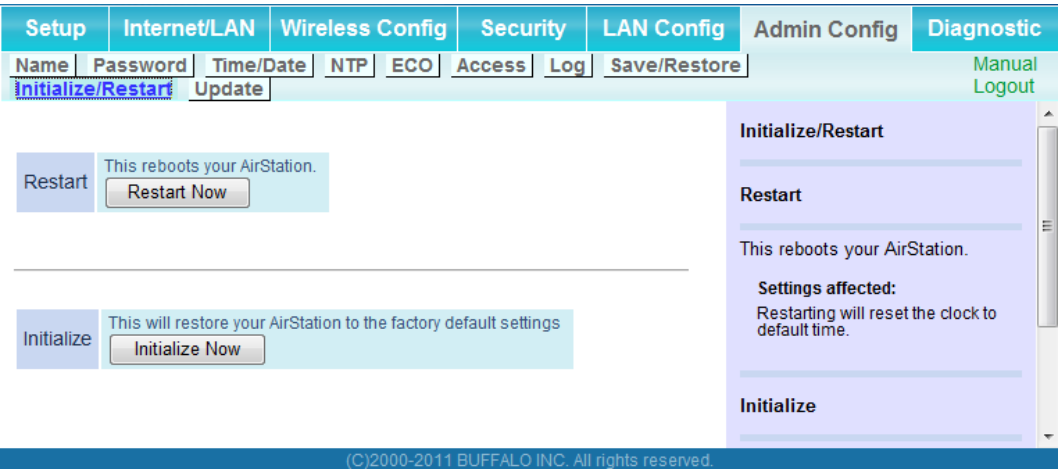 Setup Internet/LAN Wireless Config Security LAN Config Admin Config Diagnostic
Name Password Time/Date NTP ECO Access Log Save/Restore
Initialize/Restart Update
Manual
Logout
Restart
This reboots your AirStation.
Restart Now
Initialize
This will restore your AirStation to the factory default settings
Initialize Now
Initialize/Restart
Restart
This reboots your AirStation.
Settings affected:
Restarting will reset the clock to
default time.
Initialize
(C)2000-2011 BUFFALO INC. All rights reserved.